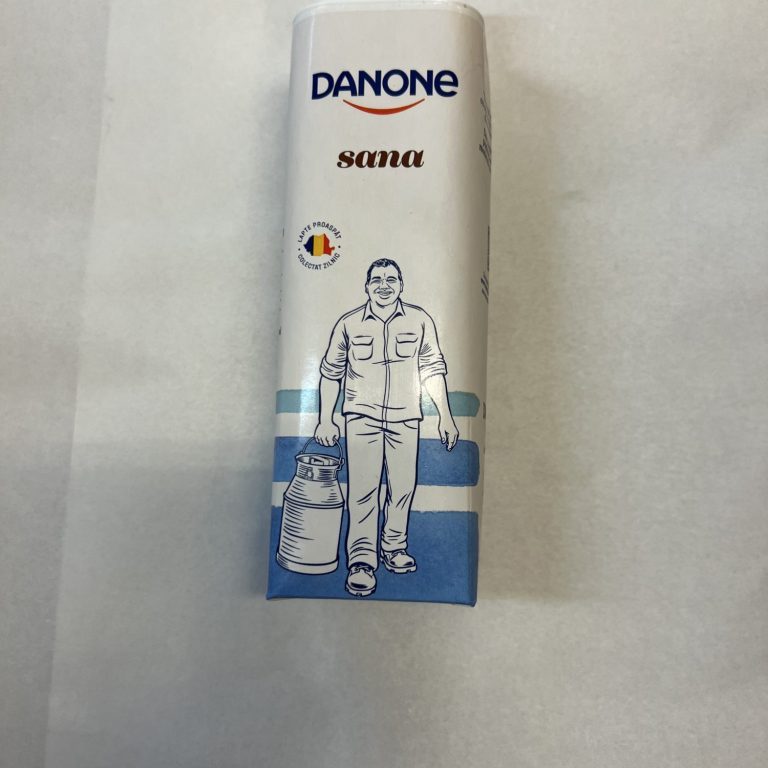 DANONE
sana
LAPTE PROASPĂT
COLECTAT ZILNIC